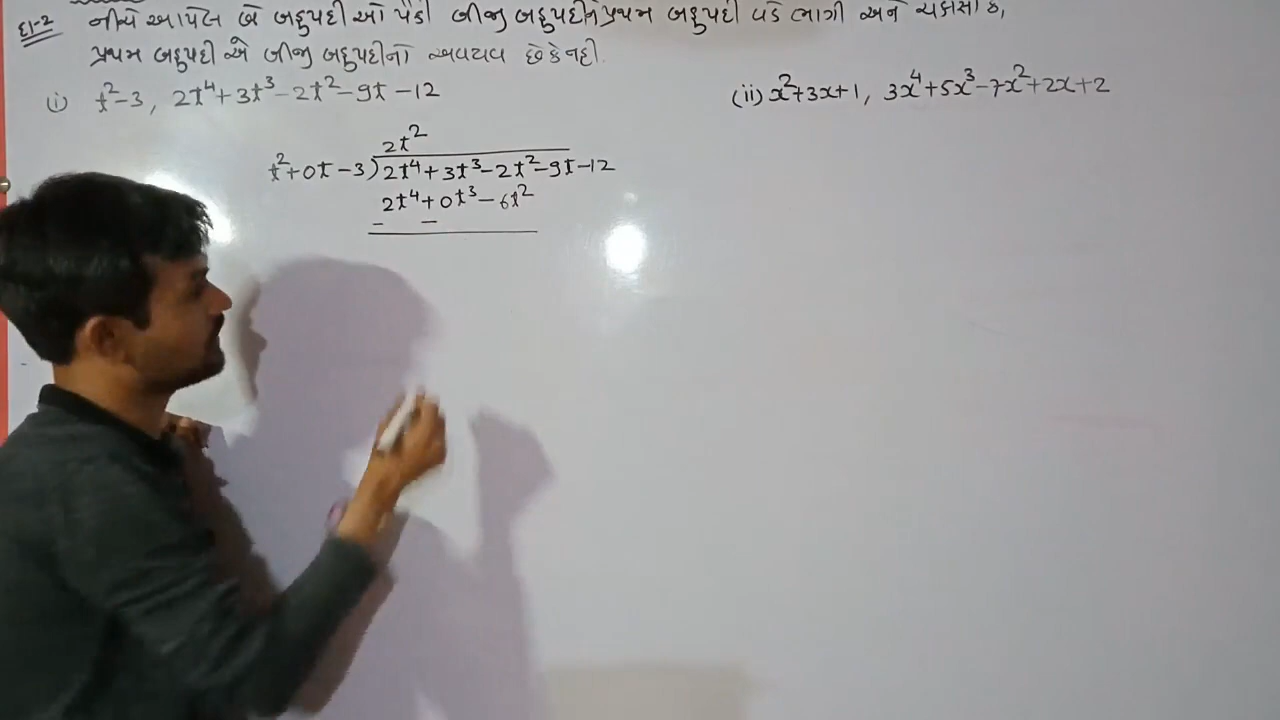 દા-૨ નીચે આપેલ બે બહુપદી ઓ પૈકી બીજી બહુપદીને પ્રથમ બહુપદી વડે ભાગી અને ચકાસો કે,
પ્રથમ બહુપદી એ બીજી બહુપદીનો અવયવ છે કે નહી.
(i) t²-3, 2t⁴+3t³-2t²-9t-12
(ii) x²+3x+1, 3x⁴+5x³-7x²+2x+2
2t²
t²+0t-3)2t⁴+3t³-2t²-9t-12
2t⁴+0t³-6t²
- -